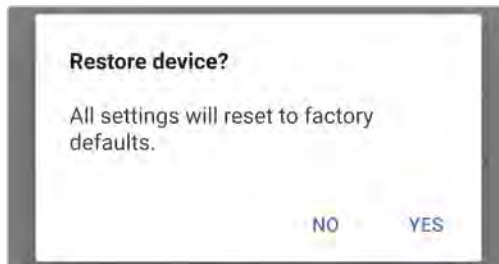 Restore device?
All settings will reset to factory
defaults.
NO YES